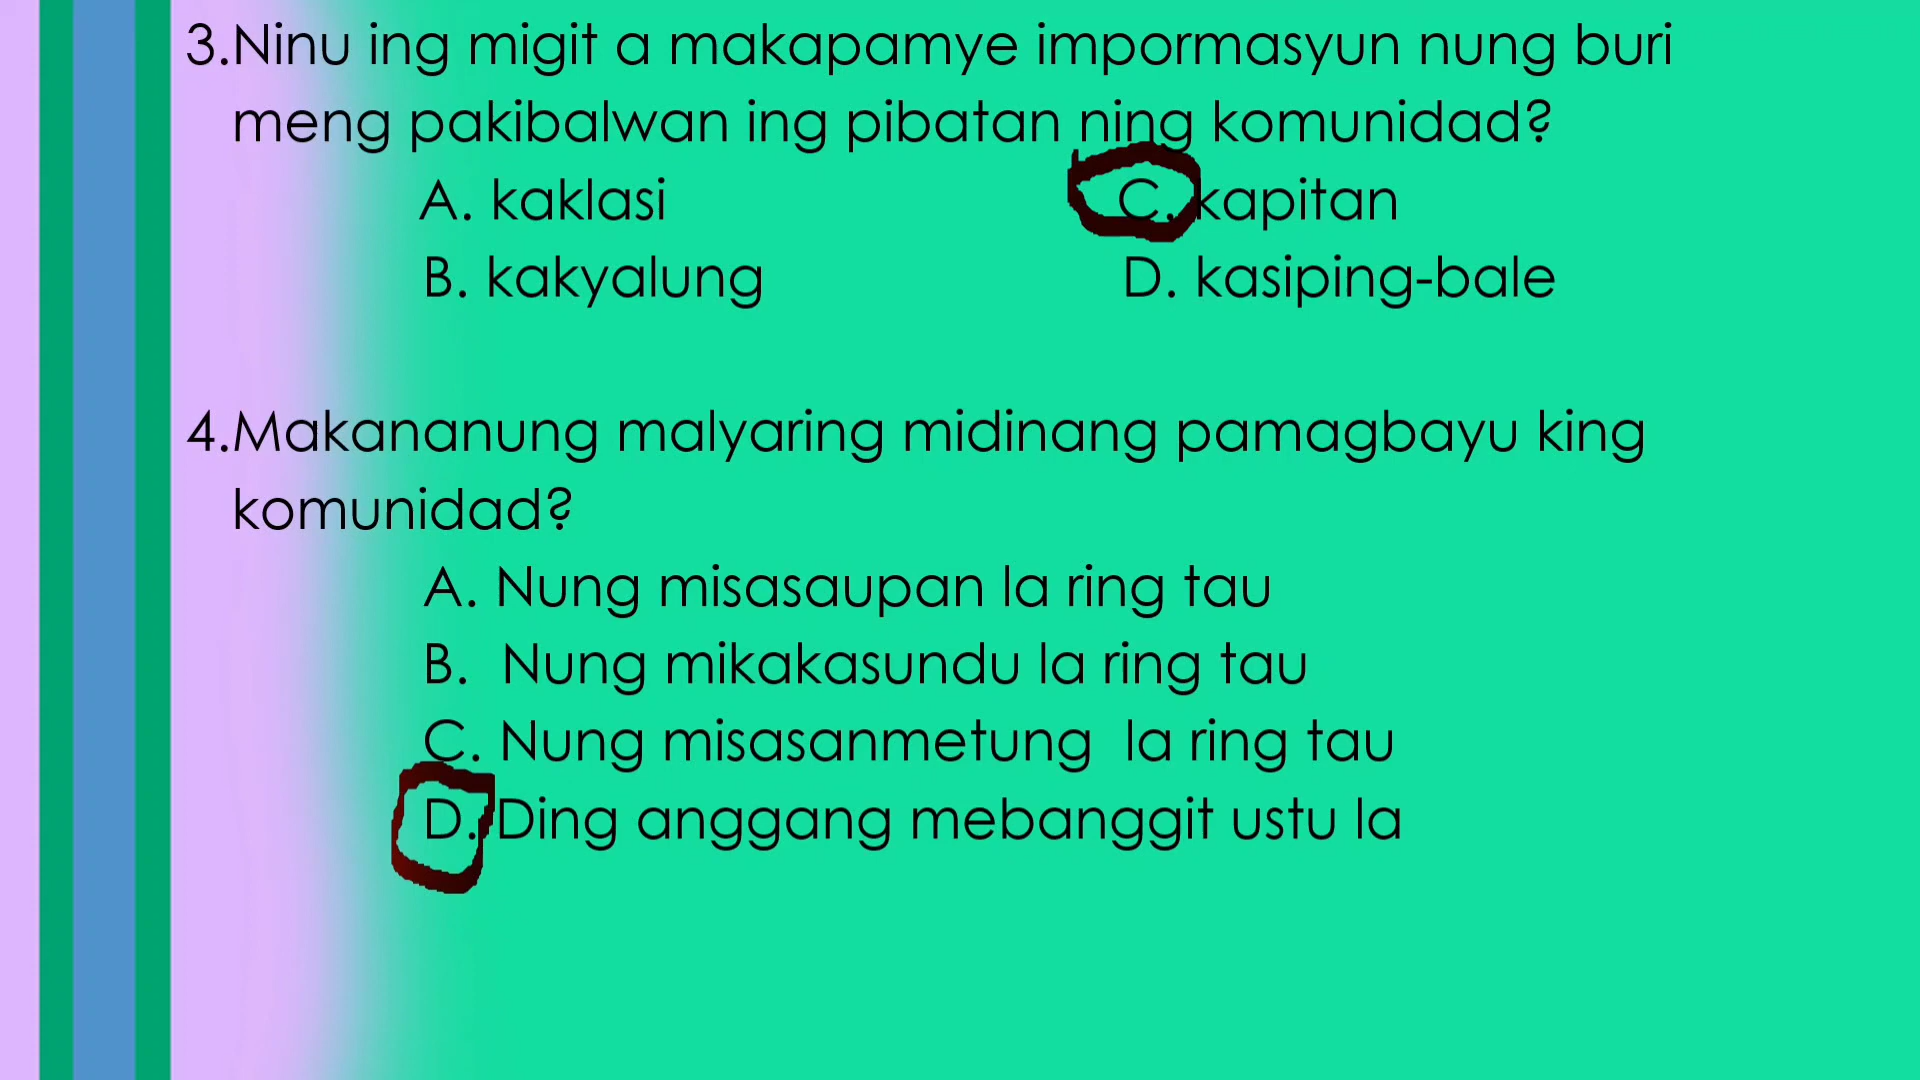 3.Ninu ing migit a makapamye impormasyun nung buri
meng pakibalwan ing pibatan ning komunidad?
A. kaklasi
C. kapitan
B. kakyalung
D. kasiping-bale
4.Makananung malyaring midinang pamagbayu king
komunidad?
A. Nung misasaupan la ring tau
B. Nung mikakasundu la ring tau
C. Nung misasanmetung la ring tau
D. Ding anggang mebanggit ustu la